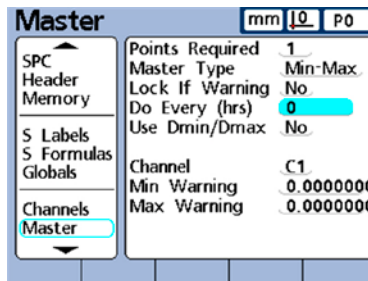 Master
mm 0 P0
SPC
Header
Memory
S Labels
S Formulas
Globals
Channels
Master
Points Required 1
Master Type Min-Max
Lock If Warning No
Do Every (hrs) 0
Use Dmin/Dmax No
Channel C1
Min Warning 0.0000000
Max Warning 0.0000000